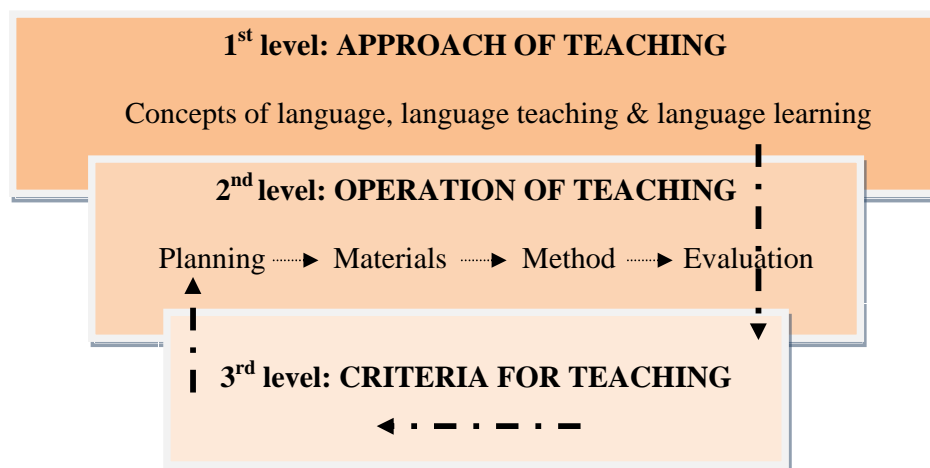 1st level: APPROACH OF TEACHING
Concepts of language, language teaching & language learning
2nd level: OPERATION OF TEACHING
Planning Materials Method Evaluation
3rd level: CRITERIA FOR TEACHING